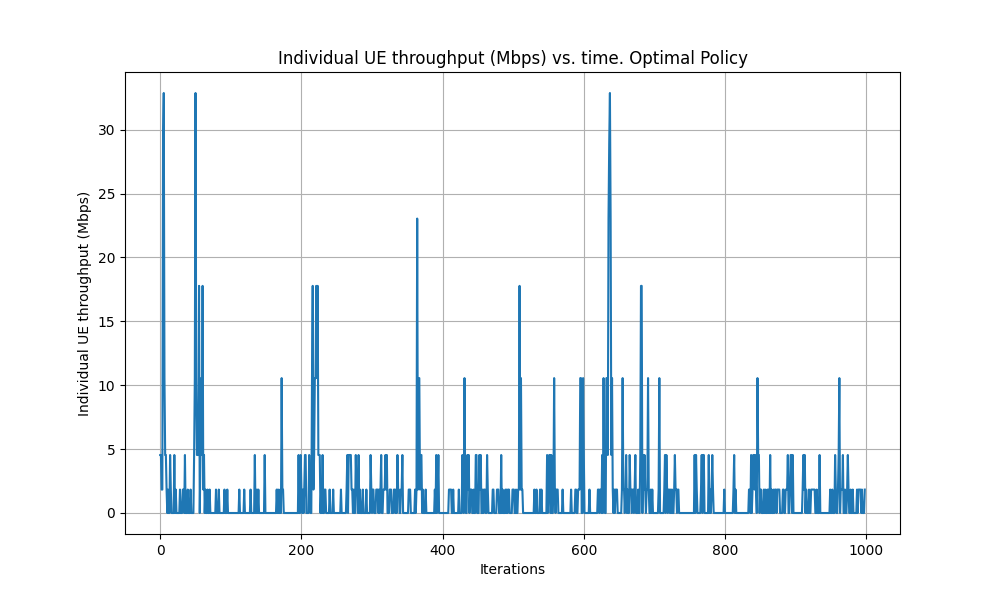 Individual UE throughput (Mbps) vs. time. Optimal Policy
Individual UE throughput (Mbps)
30
25
20
15
10
5
0
0 200 400 600 800 1000
Iterations